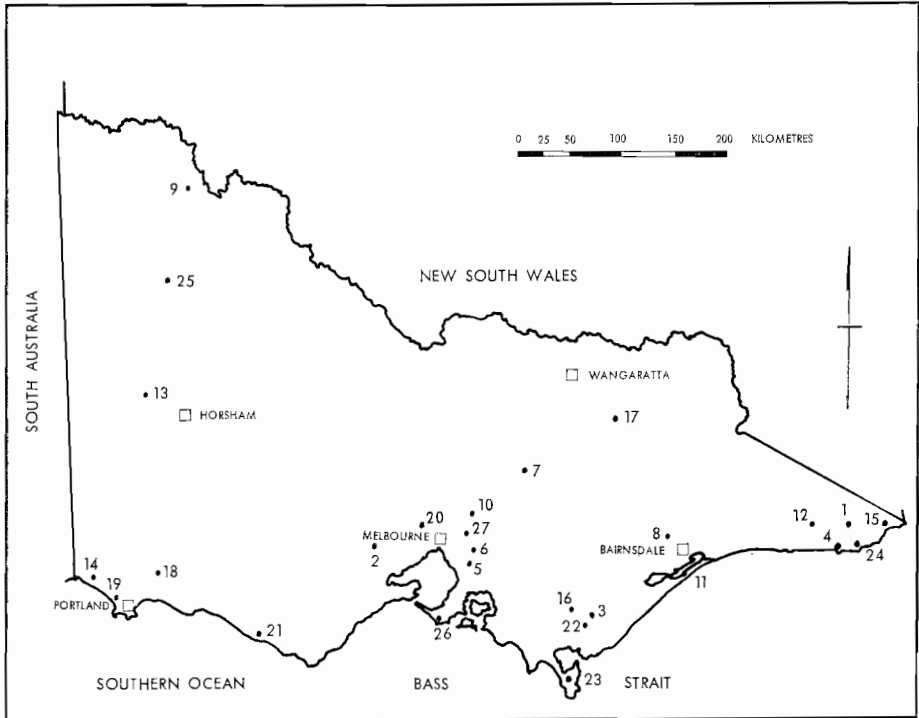 0 25 50 100 150 200 KILOMETRES
9
25
NEW SOUTH WALES
SOUTH AUSTRALIA
WANGARATTA
13
HORSHAM
17
7
10
20
27
MELBOURNE
2
6
5
8
BAIRNSDALE
12
1
15
4
24
11
14
18
19
PORTLAND
16
3
22
26
21
23
SOUTHERN OCEAN
BASS
STRAIT